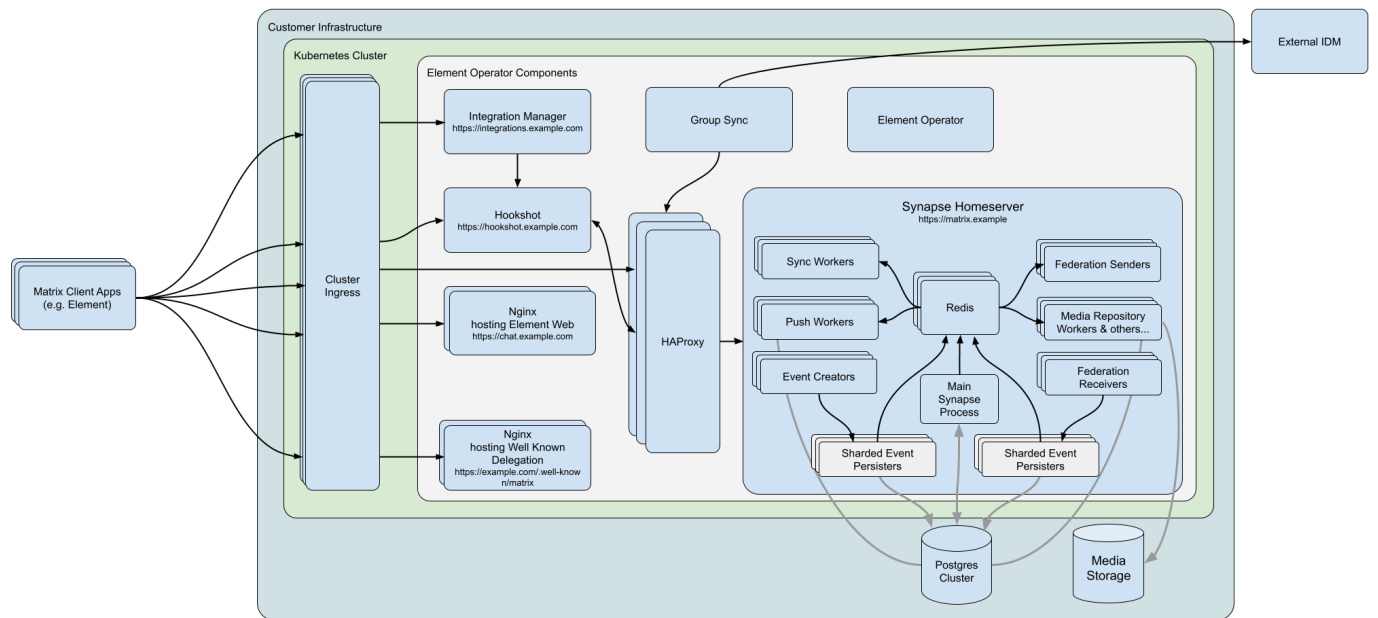 Customer Infrastructure
External IDM
Kubernetes Cluster
Element Operator Components
Integration Manager
https://integrations.example.com
Group Sync
Element Operator
Hookshot
https://hookshot.example.com
Synapse Homeserver
https://matrix.example
Matrix Client Apps
(e.g. Element)
Cluster
Ingress
Nginx
hosting Element Web
https://chat.example.com
HAProxy
Sync Workers
Redis
Federation Senders
Push Workers
Media Repository
Workers & others...
Event Creators
Main
Synapse
Process
Federation
Receivers
Sharded Event
Persisters
Sharded Event
Persisters
Nginx
hosting Well Known
Delegation
https://example.com/.well-know
n/matrix
Postgres
Cluster
Media
Storage